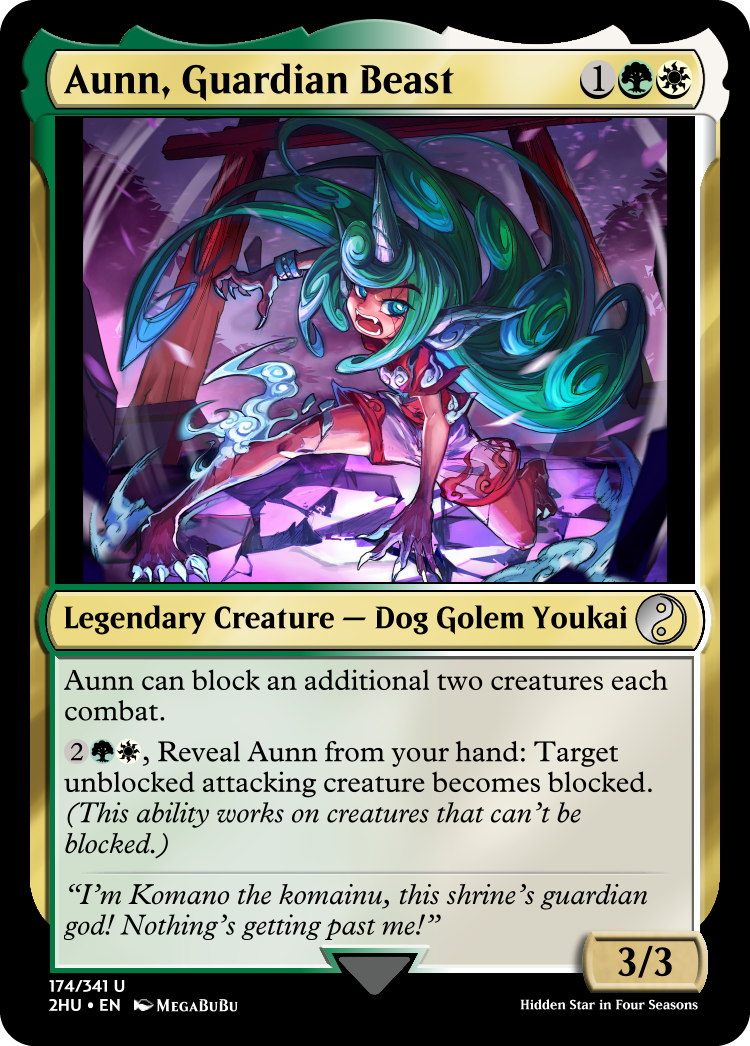 Aunn, Guardian Beast 1
Legendary Creature — Dog Golem Youkai
Aunn can block an additional two creatures each
combat.
2, Reveal Aunn from your hand: Target
unblocked attacking creature becomes blocked.
(This ability works on creatures that can't be
blocked.)
“I'm Komano the komainu, this shrine's guardian
god! Nothing's getting past me!”
3/3
174/341 U
2HU • EN MegaBuBu
Hidden Star in Four Seasons